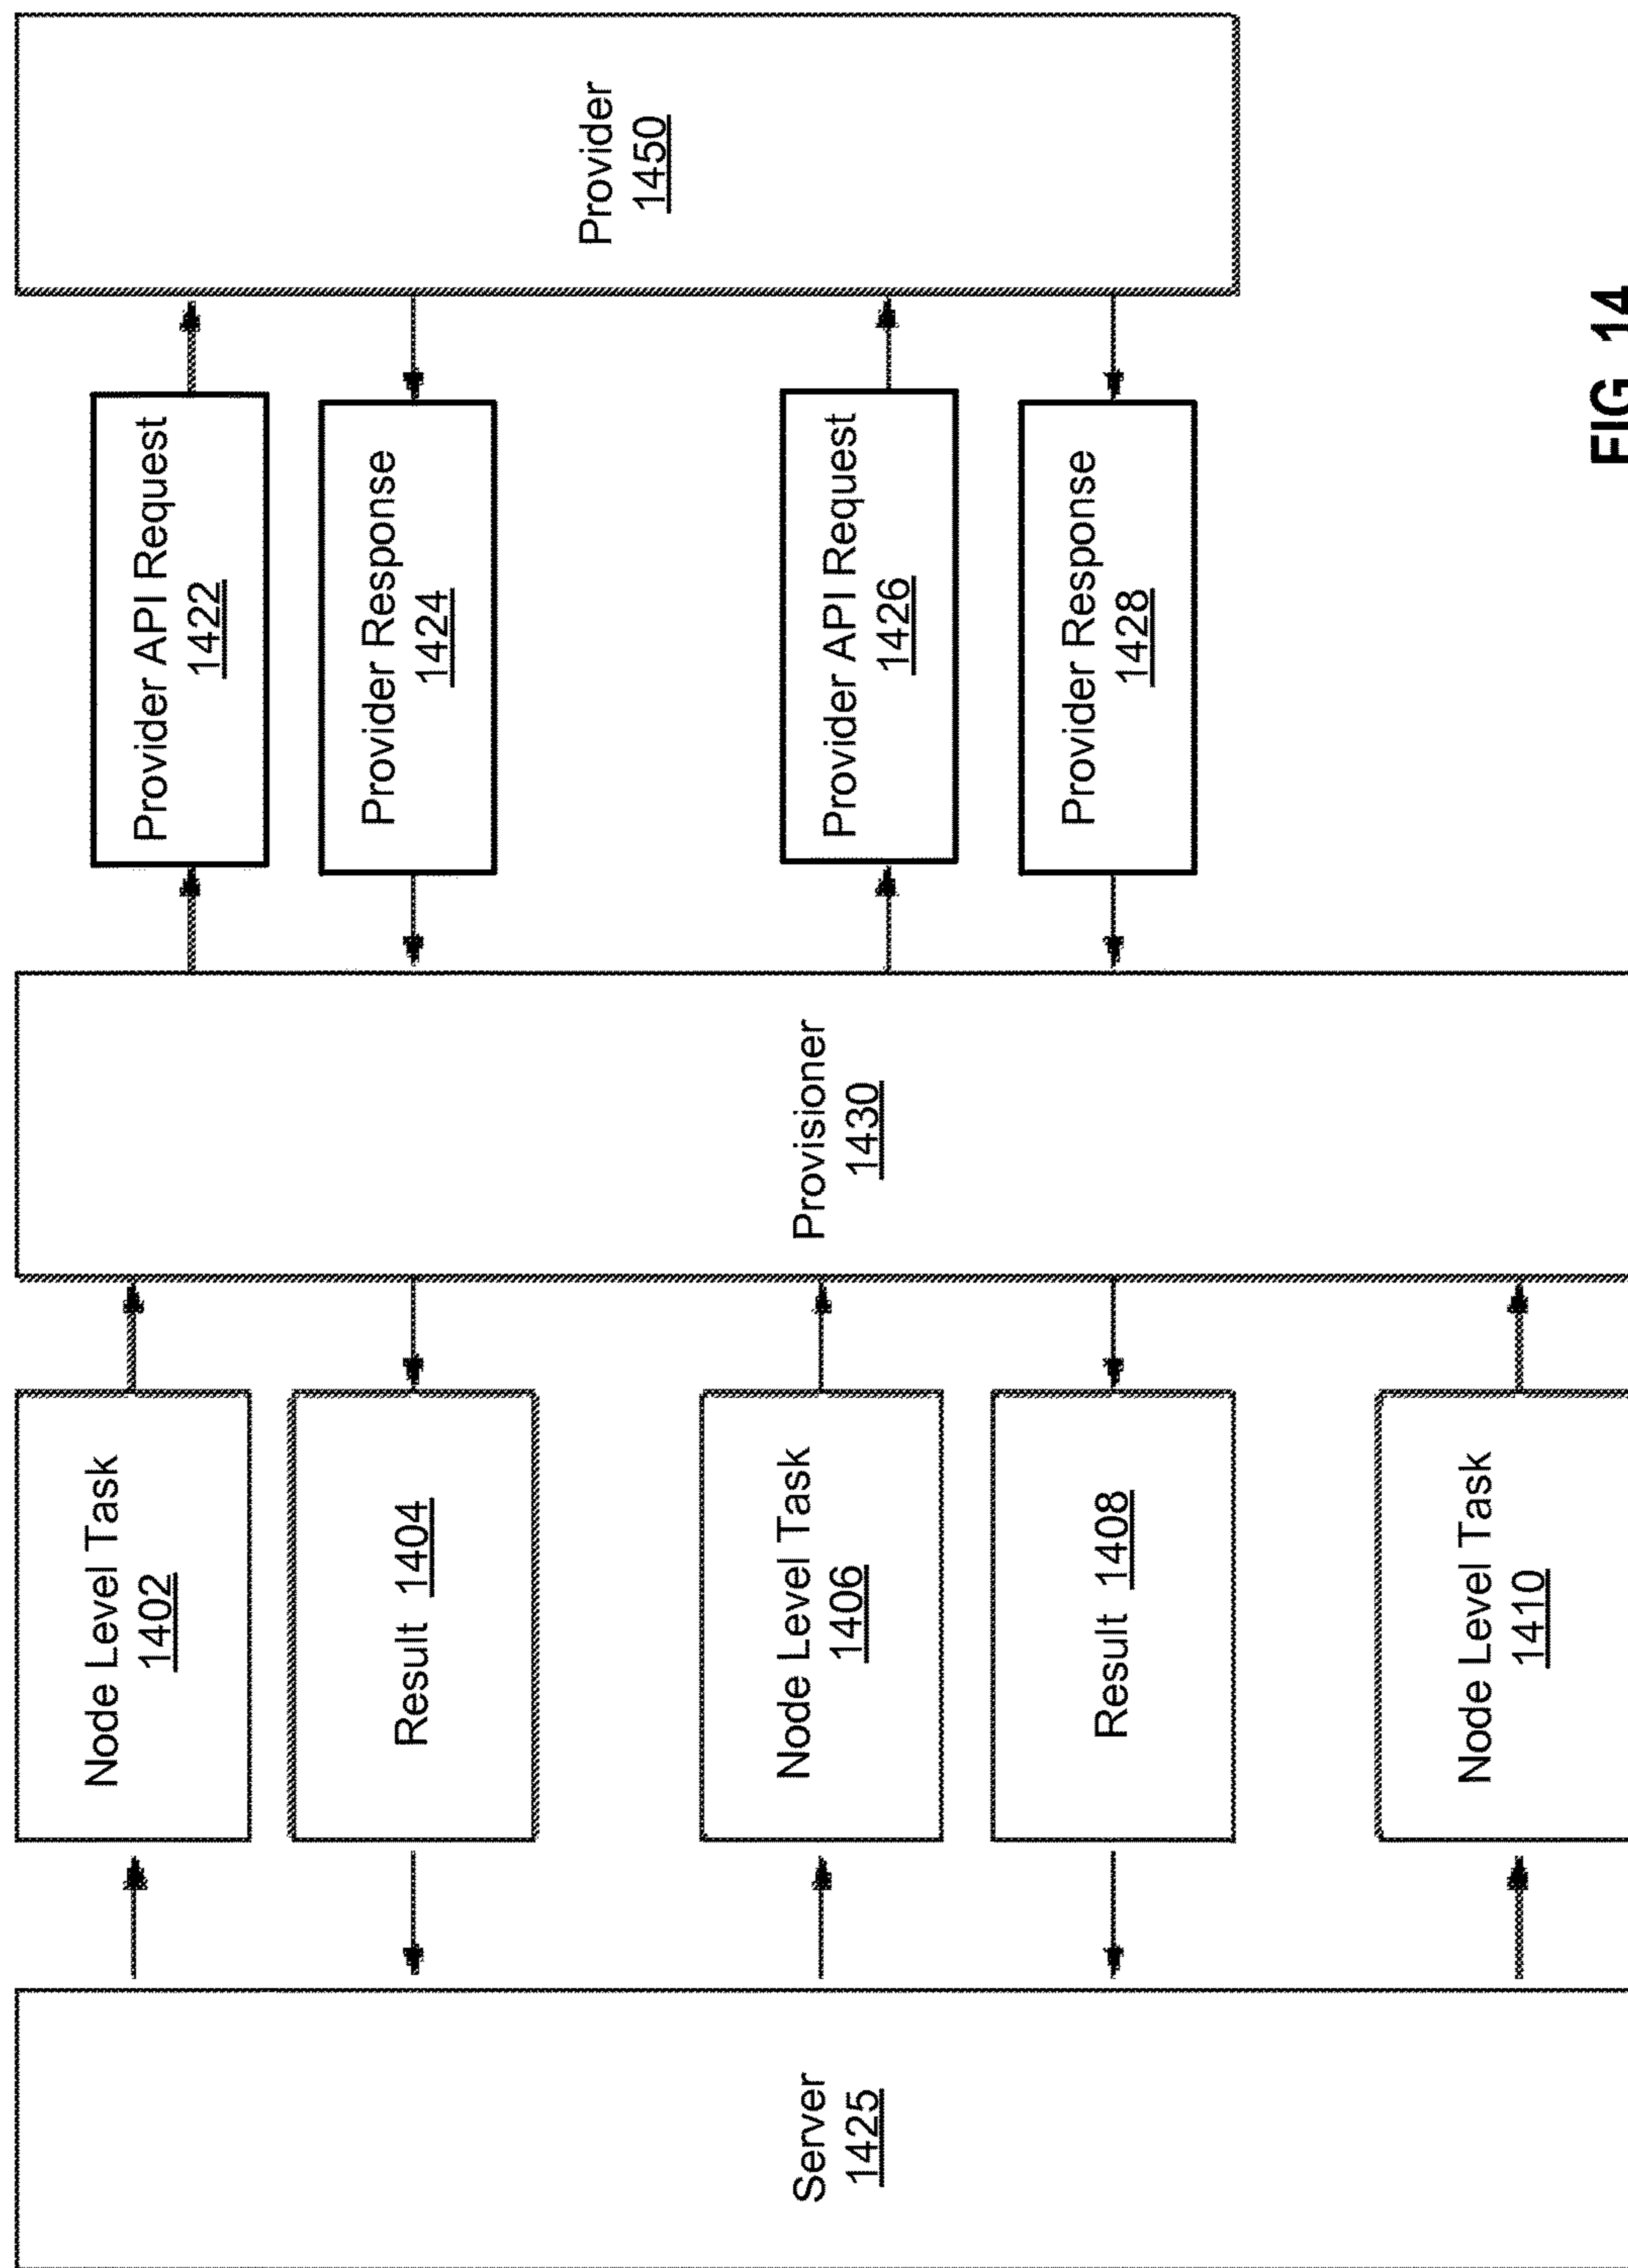 Server
1425
Node Level Task
1402
Result 1404
Node Level Task
1406
Result 1408
Node Level Task
1410
Provisioner
1430
Provider API Request
1422
Provider Response
1424
Provider API Request
1426
Provider Response
1428
Provider
1450
FIG. 14